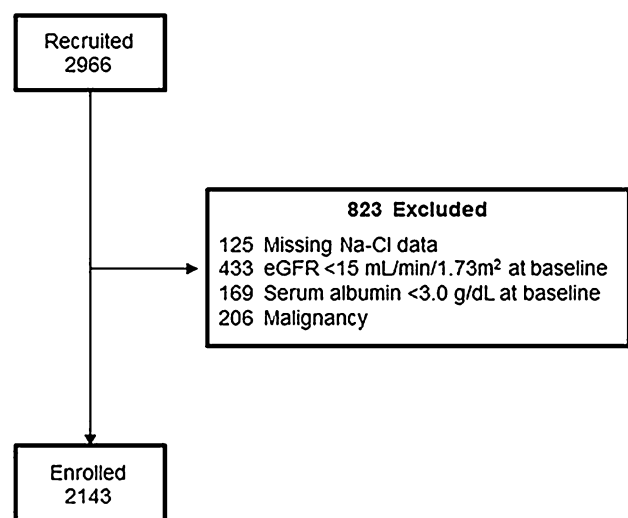 Recruited
2966
823 Excluded
125 Missing Na-Cl data
433 eGFR <15 mL/min/1.73m² at baseline
169 Serum albumin <3.0 g/dL at baseline
206 Malignancy
Enrolled
2143